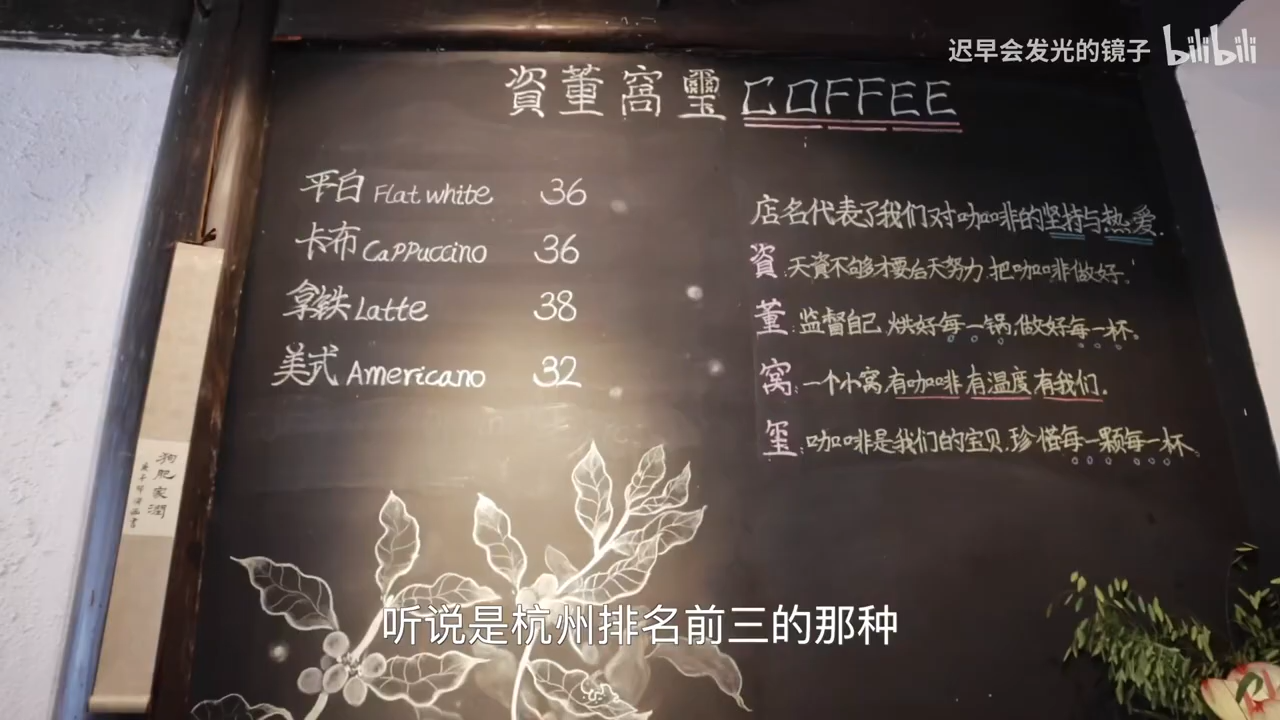 迟早会发光的镜子 bilibili
資董窩璽 COFFEE
平白 Flat white 36
卡布 Cappuccino 36
拿铁 Latte 38
美式 Americano 32
店名代表了我们对咖啡的坚持与热爱.
資:天資不够才要后天努力 把咖啡做好.
董:监督自己,烘好每一锅,做好每一杯。
窝:一个小窝,有咖啡 有温度 有我们.
玺:咖啡是我们的宝贝.珍惜每一颗每一杯.
狗肥家潤
听说是杭州排名前三的那种